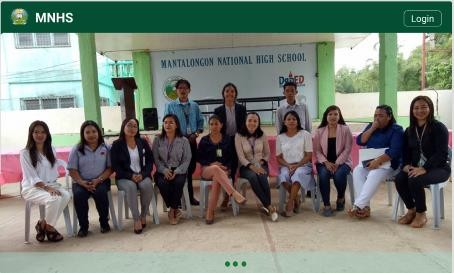 MNHS
Login
MANTALONGON NATIONAL HIGH SCHOOL
DepED